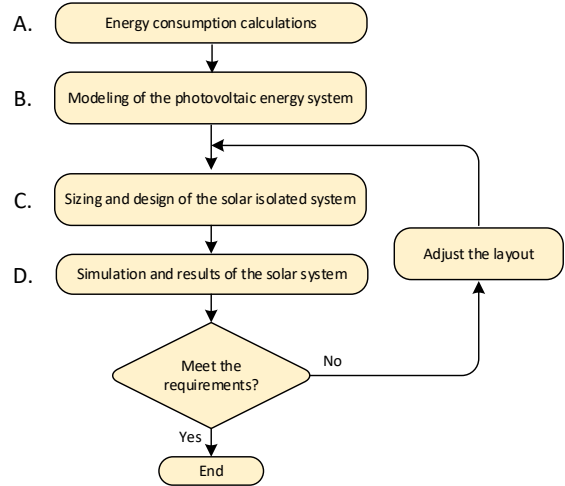 A.
Energy consumption calculations
B.
Modeling of the photovoltaic energy system
C.
Sizing and design of the solar isolated system
Adjust the layout
D.
Simulation and results of the solar system
Meet the
requirements?
No
Yes
End